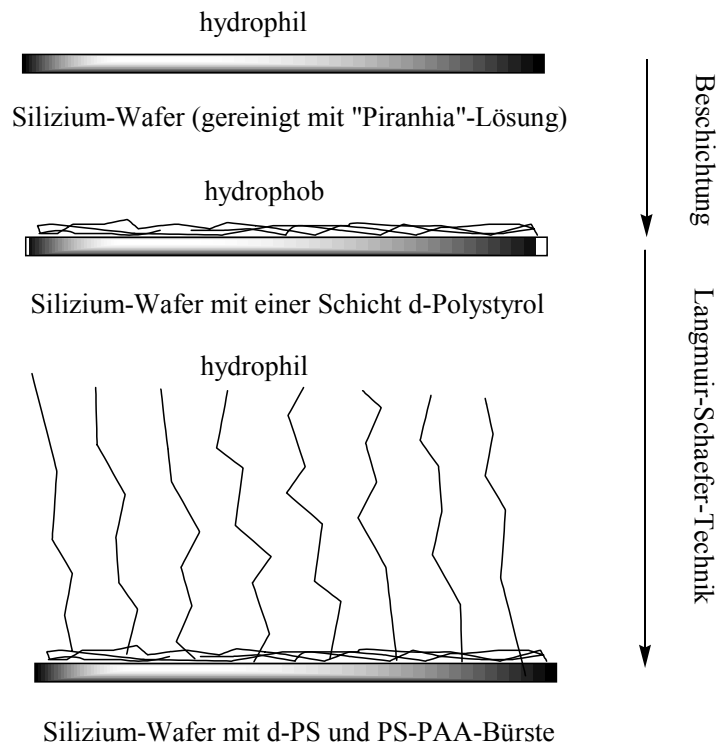 hydrophil
Silizium-Wafer (gereinigt mit "Piranhia"-Lösung)
Beschichtung
hydrophob
Silizium-Wafer mit einer Schicht d-Polystyrol
Langmuir-Schaefer-Technik
hydrophil
Silizium-Wafer mit d-PS und PS-PAA-Bürste